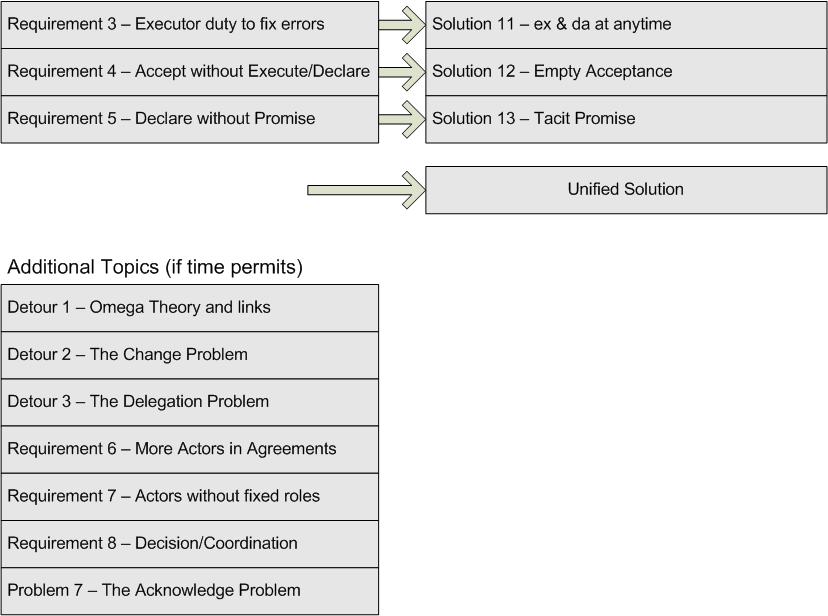 Requirement 3 – Executor duty to fix errors
Solution 11 – ex & da at anytime
Requirement 4 – Accept without Execute/Declare
Solution 12 – Empty Acceptance
Requirement 5 – Declare without Promise
Solution 13 – Tacit Promise
Unified Solution
Additional Topics (if time permits)
Detour 1 – Omega Theory and links
Detour 2 – The Change Problem
Detour 3 – The Delegation Problem
Requirement 6 – More Actors in Agreements
Requirement 7 – Actors without fixed roles
Requirement 8 – Decision/Coordination
Problem 7 – The Acknowledge Problem